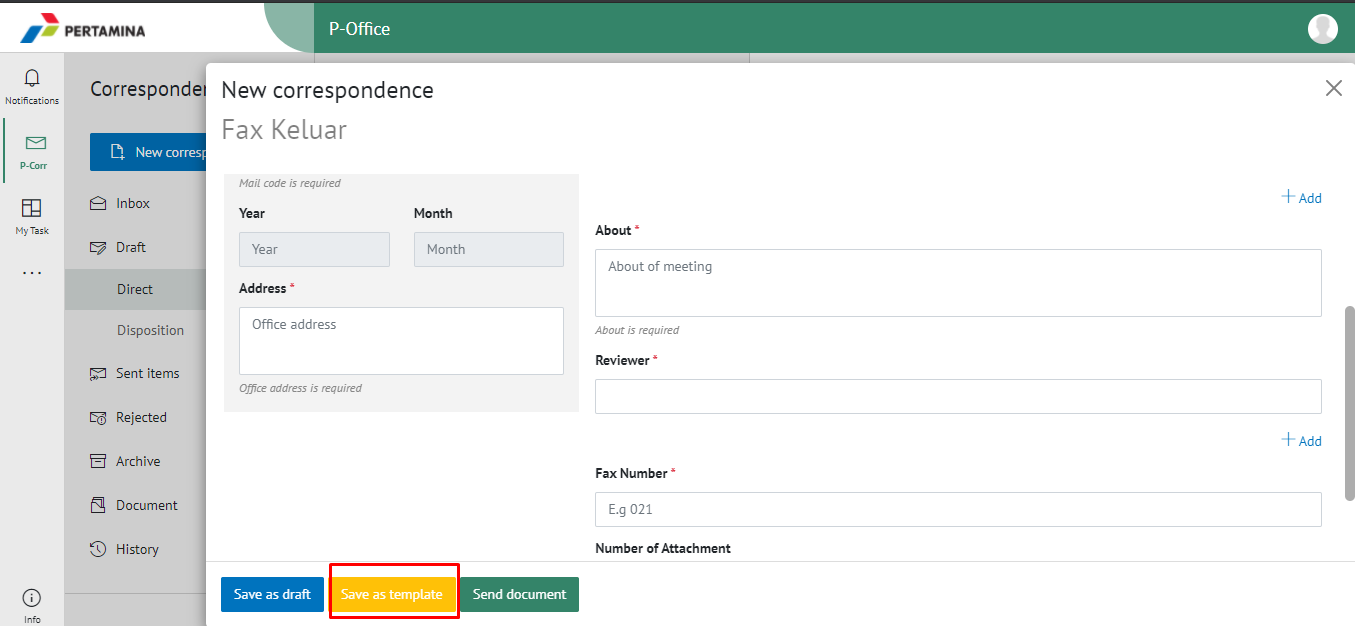 PERTAMINA
P-Office
Notifications
P-Corr
My Task
Info
Corresponden
New corresp
Inbox
Draft
Direct
Disposition
Sent items
Rejected
Archive
Document
History
New correspondence
Fax Keluar
Mail code is required
Year
Month
Year
Month
Address *
Office address
Office address is required
+ Add
About *
About of meeting
About is required
Reviewer *
+ Add
Fax Number *
E.g 021
Number of Attachment
Save as draft
Save as template
Send document